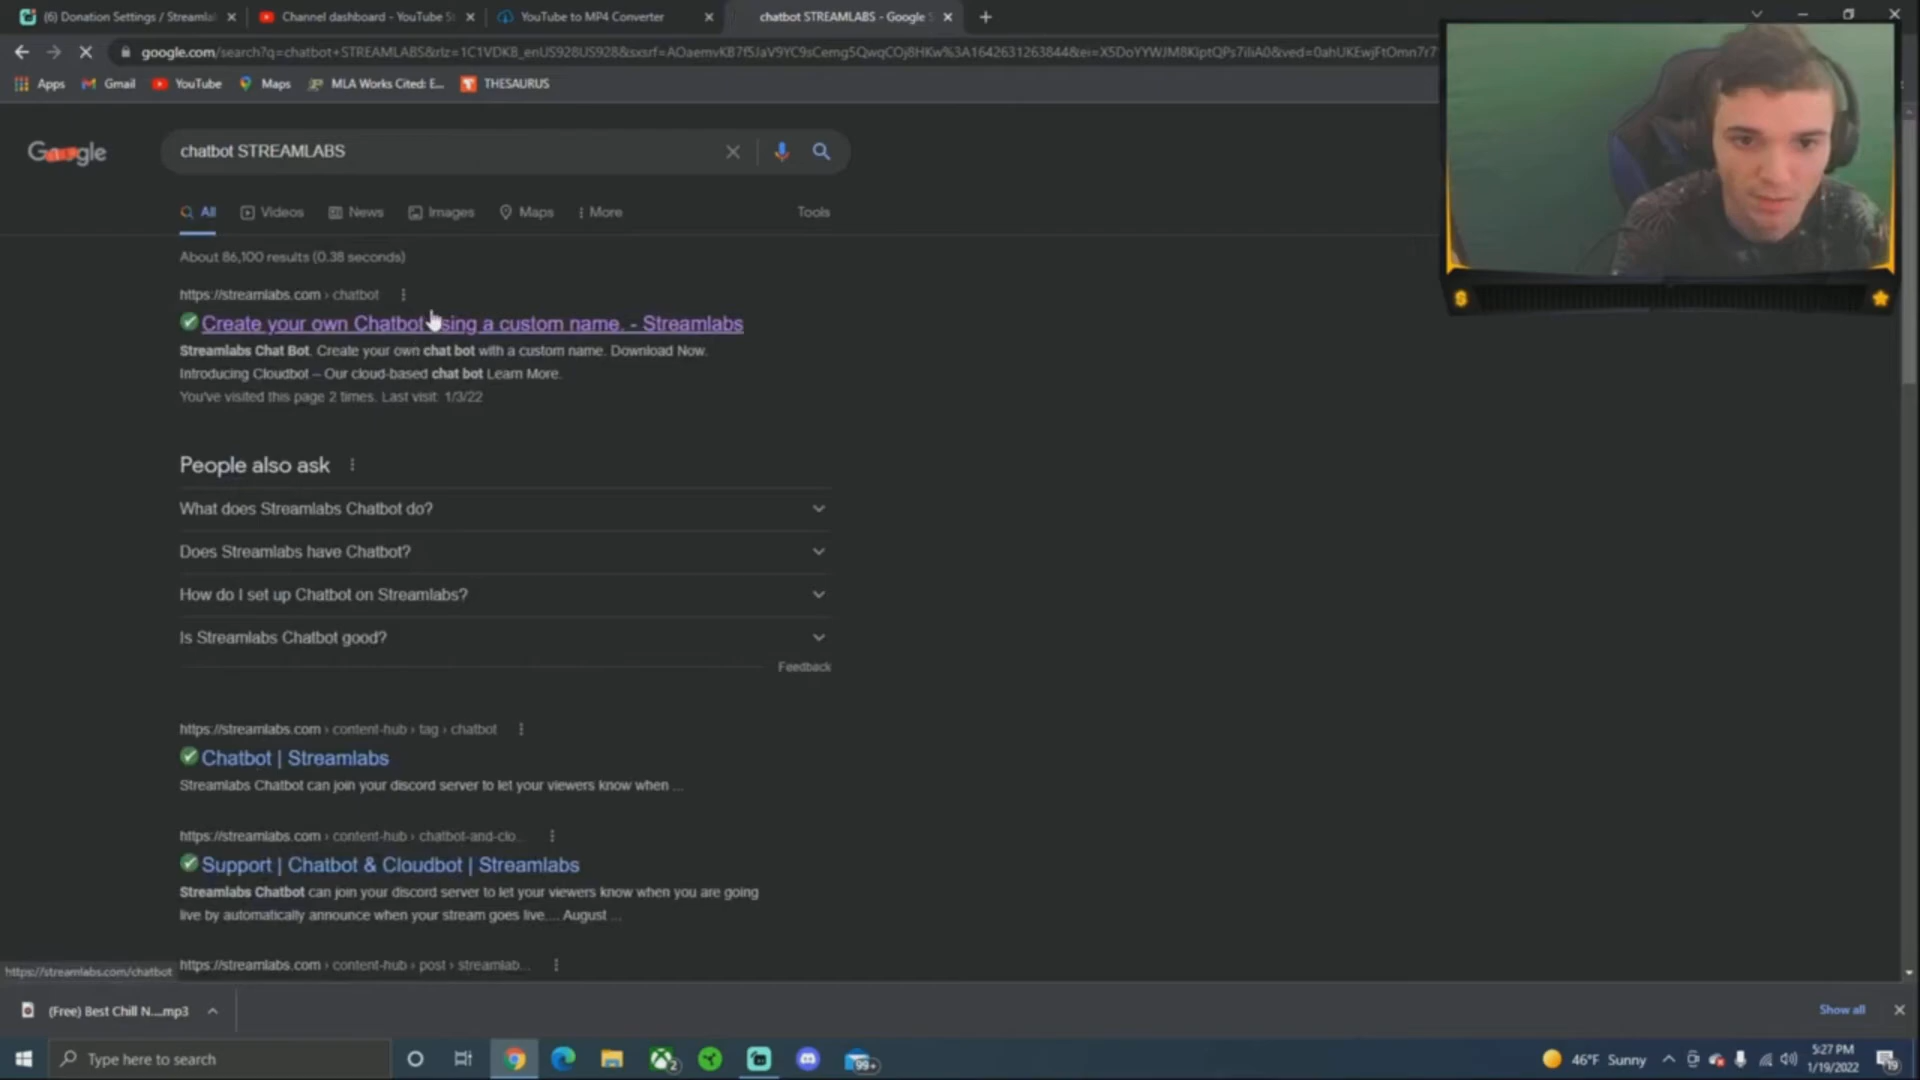 (6) Donation Settings / Streamla
Channel dashboard - YouTube S
YouTube to MP4 Converter
chatbot STREAMLABS - Google S
Apps
Gmail
YouTube
Maps
MLA Works Cited: E...
THESAURUS
Google
chatbot STREAMLABS
All
Videos
News
Images
Maps
More
Tools
About 86,100 results (0.38 seconds)
https://streamlabs.com › chatbot
Create your own Chatbot using a custom name. - Streamlabs
Streamlabs Chat Bot. Create your own chat bot with a custom name. Download Now.
Introducing Cloudbot – Our cloud-based chat bot Learn More.
You've visited this page 2 times. Last visit: 1/3/22
People also ask
What does Streamlabs Chatbot do?
Does Streamlabs have Chatbot?
How do I set up Chatbot on Streamlabs?
Is Streamlabs Chatbot good?
Feedback
https://streamlabs.com › content-hub › tag › chatbot
Chatbot | Streamlabs
Streamlabs Chatbot can join your discord server to let your viewers know when ...
https://streamlabs.com › content-hub › chatbot-and-clo...
Support | Chatbot & Cloudbot | Streamlabs
Streamlabs Chatbot can join your discord server to let your viewers know when you are going
live by automatically announce when your stream goes live.... August ...
https://streamlabs.com › content-hub › post › streamlab...
https://streamlabs.com/chatbot
(Free) Best Chill N....mp3
Show all
Type here to search
2
99+
46°F Sunny
5:27 PM
1/19/2022
19